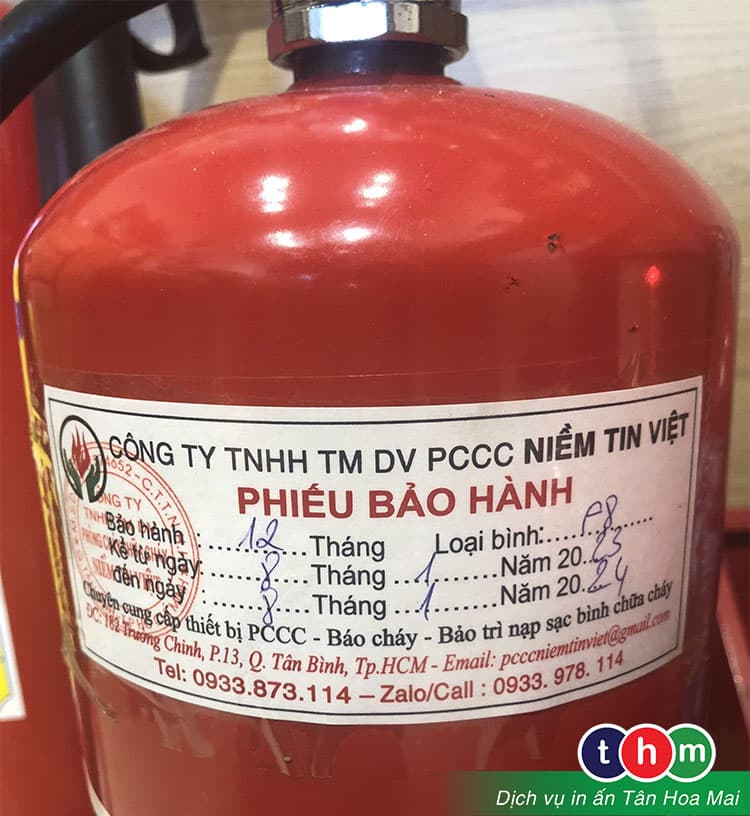 CÔNG TY TNHH TM DV PCCC NIỀM TIN VIỆT
PHIẾU BẢO HÀNH
Bảo hành :.......12....Tháng Loại bình:.....F8......
Kể từ ngày:.......8.....Tháng ...1........Năm 20..23
đến ngày :.......8.....Tháng ...1........Năm 20..24
Chuyên cung cấp thiết bị PCCC - Báo cháy - Bảo trì nạp sạc bình chữa cháy
ĐC: 182 Trường Chinh, P.13, Q. Tân Bình, Tp.HCM - Email: pcccniemtinviet@gmail.com
Tel: 0933.873.114 – Zalo/Call : 0933. 978. 114
thm
Dịch vụ in ấn Tân Hoa Mai